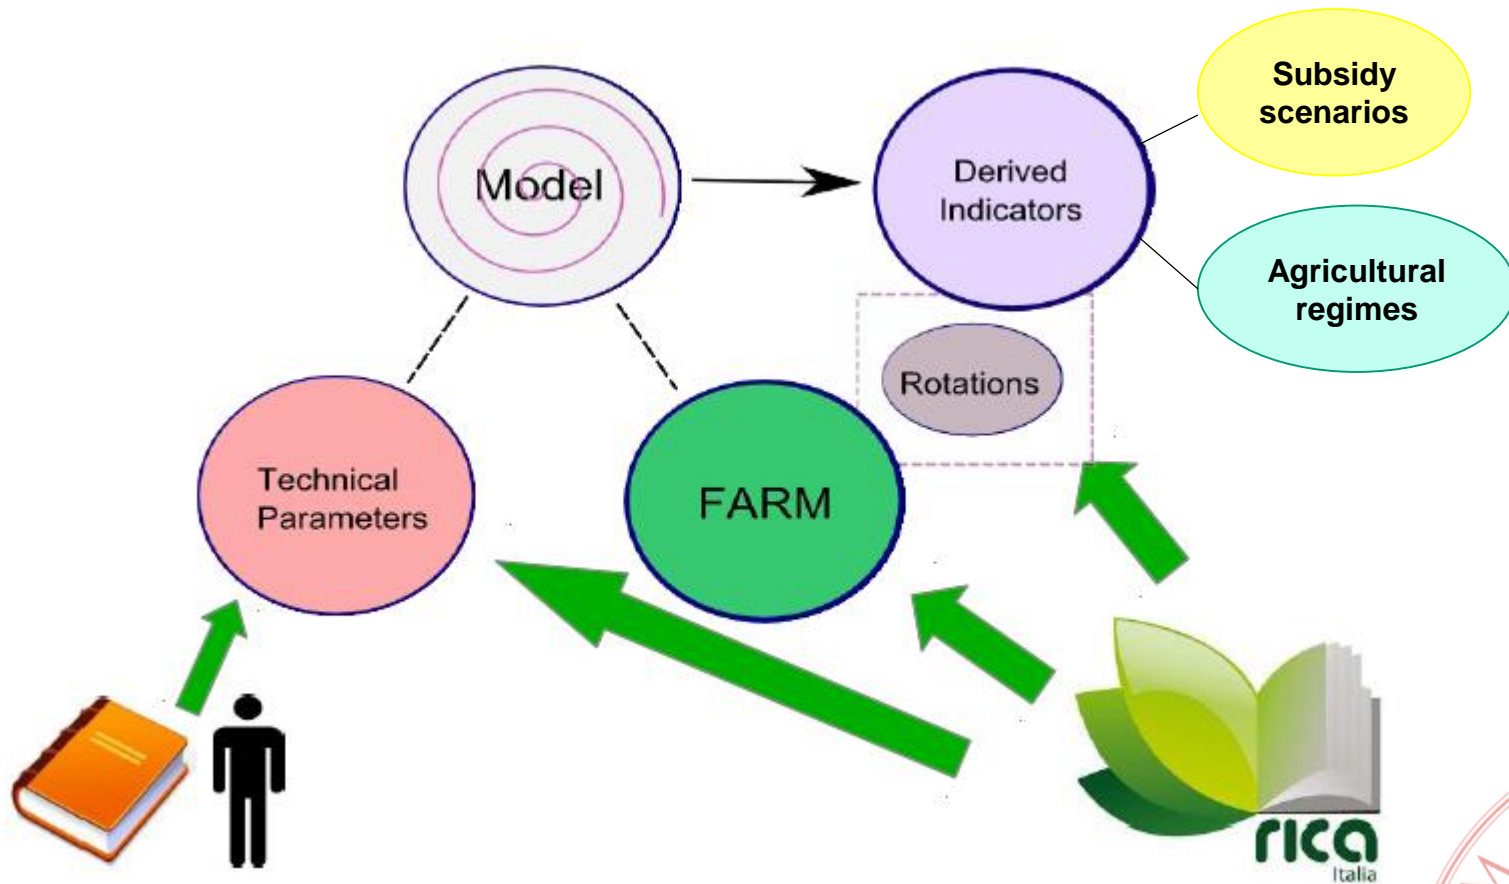 Subsidy
scenarios
Model
Derived
Indicators
Agricultural
regimes
Rotations
Technical
Parameters
FARM
rica
Italia